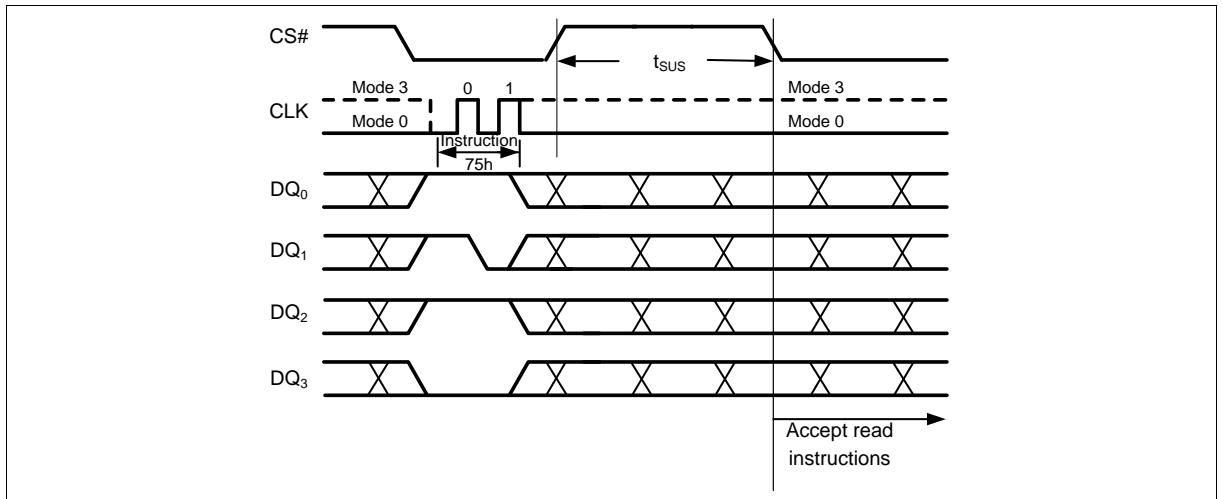 CS#
tSUS
Mode 3 0 1 Mode 3
CLK
Mode 0 Mode 0
Instruction
75h
DQ0
DQ1
DQ2
DQ3
Accept read
instructions